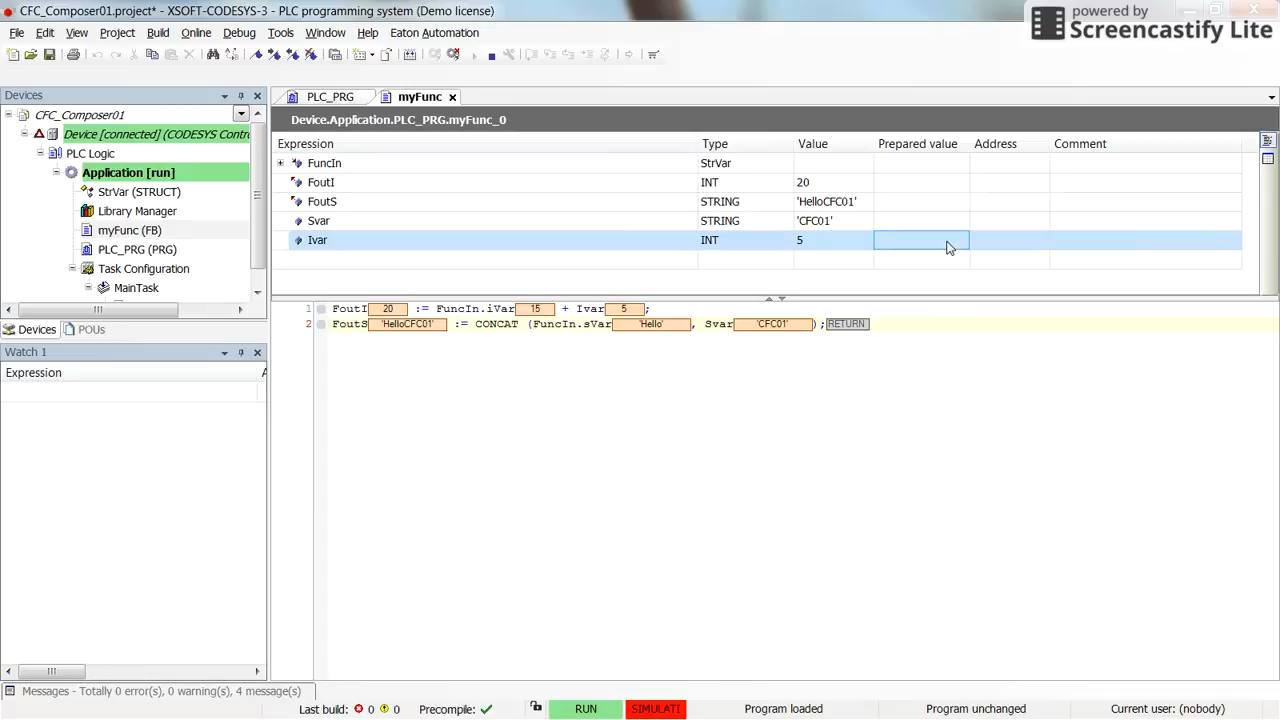 CFC_Composer01.project* - XSOFT-CODESYS-3 - PLC programming system (Demo license)
powered by
Screencastify Lite
File Edit View Project Build Online Debug Tools Window Help Eaton Automation
Devices
PLC_PRG
myFunc
CFC_Composer01
Device.Application.PLC_PRG.myFunc_0
Device [connected] (CODESYS Contro
Expression Type Value Prepared value Address Comment
PLC Logic
FuncIn StrVar
Application [run]
FoutI INT 20
StrVar (STRUCT)
FoutS STRING 'HelloCFC01'
Library Manager
Svar STRING 'CFC01'
myFunc (FB)
Ivar INT 5
PLC_PRG (PRG)
Task Configuration
MainTask
1 FoutI 20 := FuncIn.iVar 15 + Ivar 5 ;
2 FoutS 'HelloCFC01' := CONCAT (FuncIn.sVar 'Hello' , Svar 'CFC01' ); RETURN
Devices POUs
Watch 1
Expression A
Messages - Totally 0 error(s), 0 warning(s), 4 message(s)
Last build: 0 0 Precompile: RUN SIMULATI Program loaded Program unchanged Current user: (nobody)